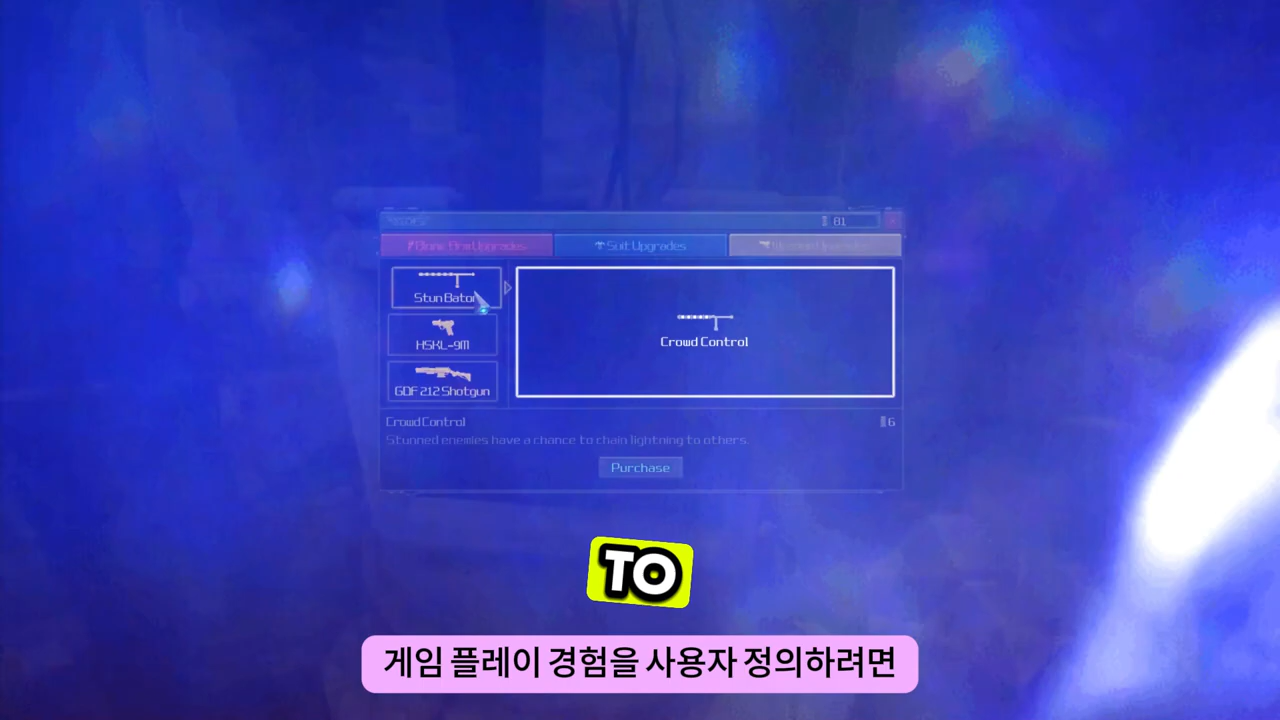 81
Suit Upgrades
Stun Baton
HSKL-9M
GDF 212 Shotgun
Crowd Control
Crowd Control
6
Stunned enemies have a chance to chain lightning to others.
Purchase
TO
게임 플레이 경험을 사용자 정의하려면